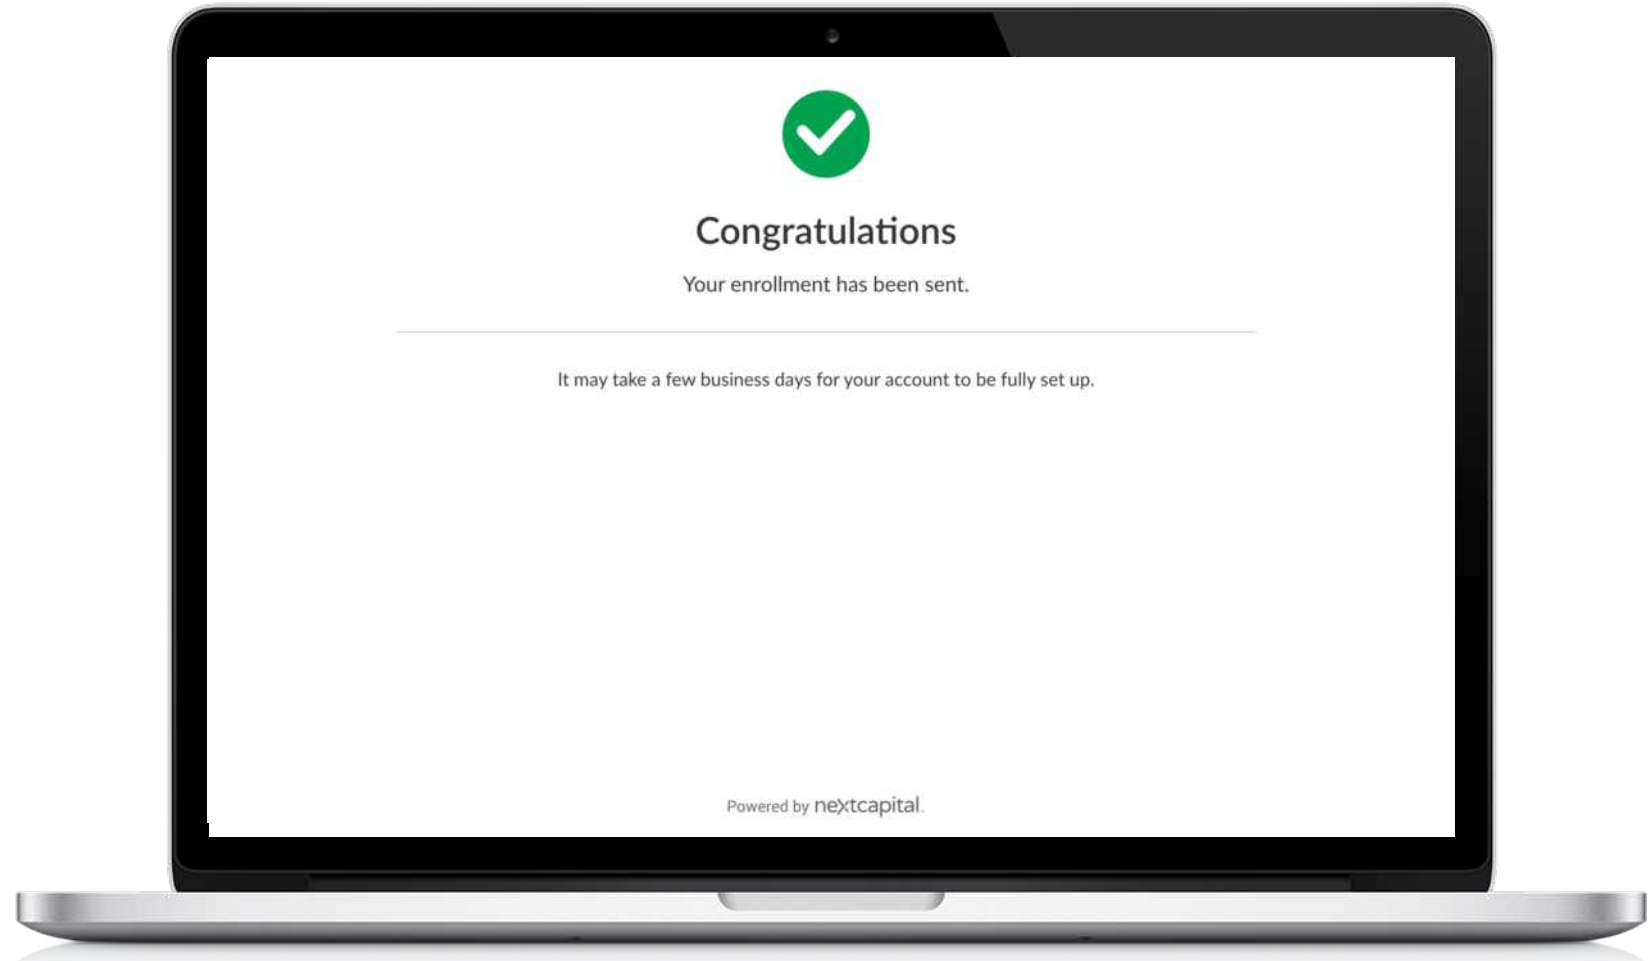 Congratulations
Your enrollment has been sent.
It may take a few business days for your account to be fully set up.
Powered by nextcapital.